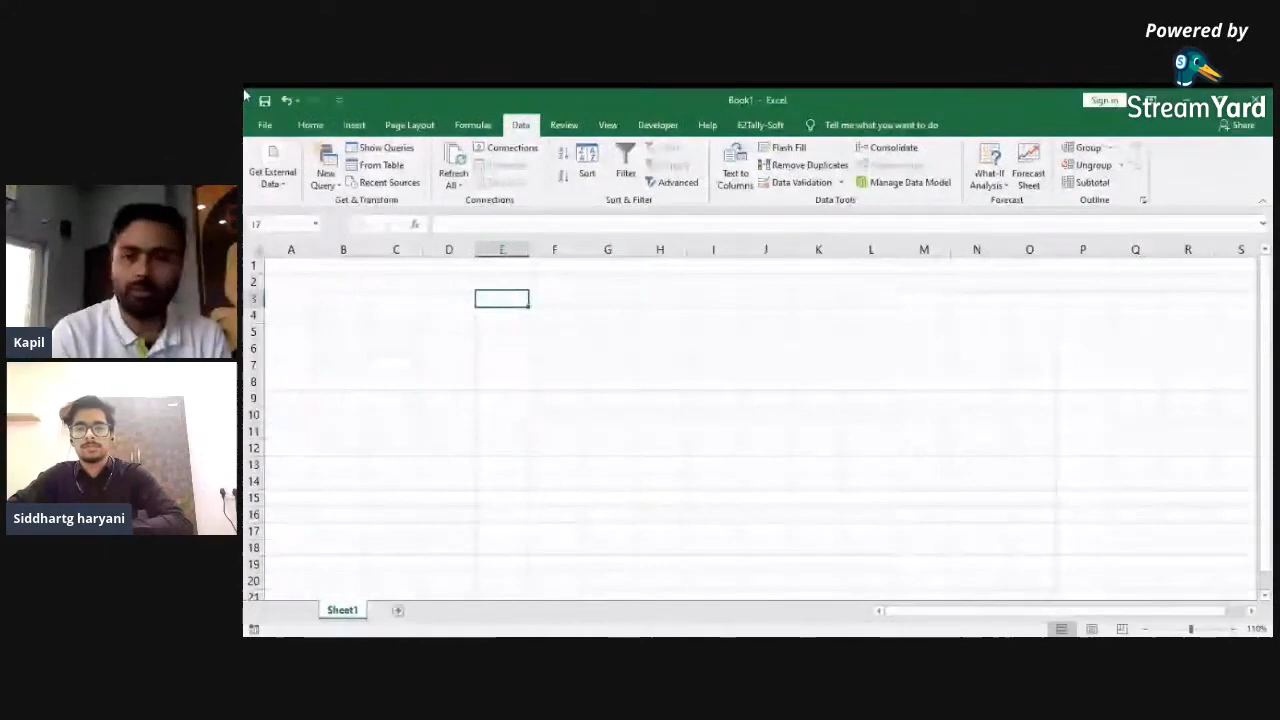 Powered by
StreamYard
Book1 - Excel
Sign in
File Home Insert Page Layout Formulas Data Review View Developer Help EZTally-Soft Tell me what you want to do Share
Get External Data
New Query
Show Queries
From Table
Recent Sources
Get & Transform
Refresh All
Connections
Connections
Sort
Filter
Advanced
Sort & Filter
Text to Columns
Flash Fill
Remove Duplicates
Data Validation
Consolidate
Manage Data Model
Data Tools
What-If Analysis
Forecast Sheet
Forecast
Group
Ungroup
Subtotal
Outline
I7
fx
A B C D E F G H I J K L M N O P Q R S
1
2
3
4
5
6
7
8
9
10
11
12
13
14
15
16
17
18
19
20
21
Kapil
Siddhartg haryani
Sheet1
110%